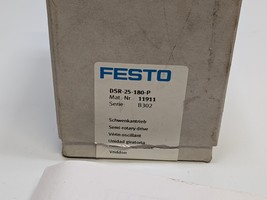 FESTO
DSR-25-180-P
Mat.-Nr. 11911
Serie B302
Schwenkantrieb
Semi-rotary drive
Vérin oscillant
Unidad giratoria